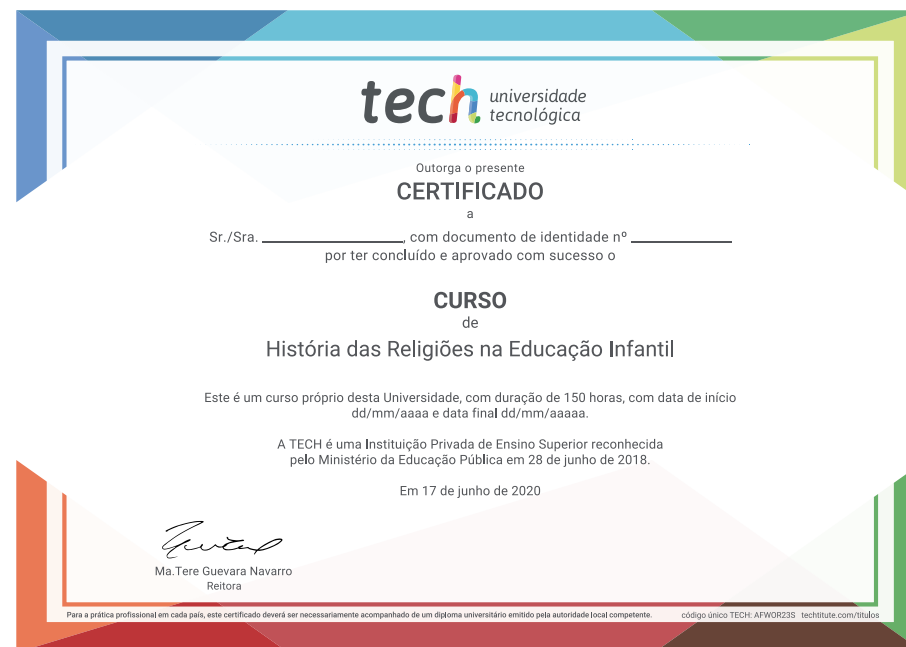 tech universidade
tecnológica
Outorga o presente
CERTIFICADO
a
Sr./Sra. ____________, com documento de identidade nº ____________
por ter concluído e aprovado com sucesso o
CURSO
de
História das Religiões na Educação Infantil
Este é um curso próprio desta Universidade, com duração de 150 horas, com data de início
dd/mm/aaaa e data final dd/mm/aaaaa.
A TECH é uma Instituição Privada de Ensino Superior reconhecida
pelo Ministério da Educação Pública em 28 de junho de 2018.
Em 17 de junho de 2020
Ma.Tere Guevara Navarro
Reitora
Para a prática profissional em cada país, este certificado deverá ser necessariamente acompanhado de um diploma universitário emitido pela autoridade local competente. código único TECH: AFWOR23S techtitute.com/titulos